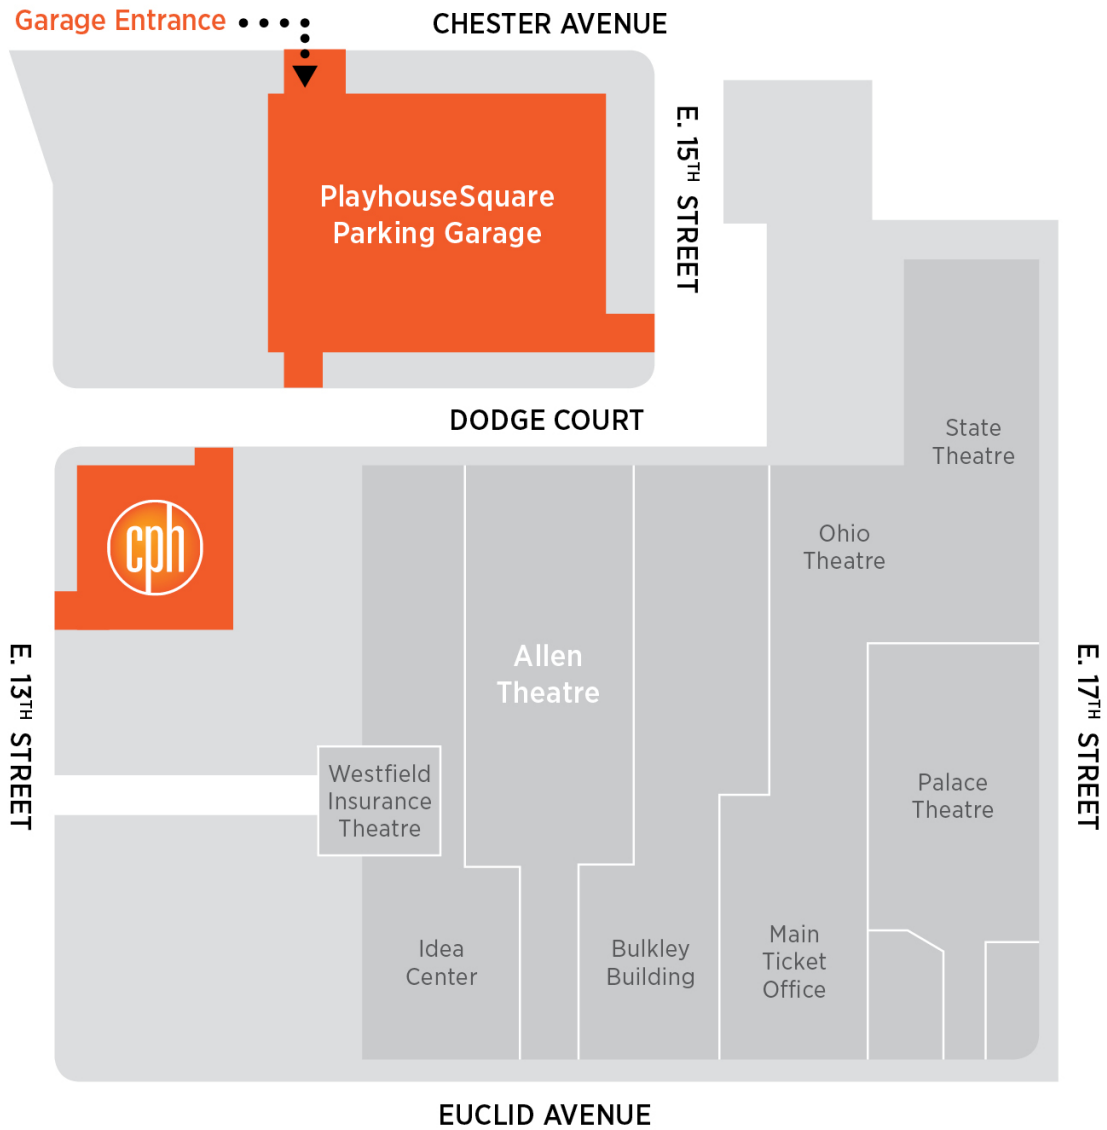 Garage Entrance
CHESTER AVENUE
E. 15TH STREET
PlayhouseSquare
Parking Garage
DODGE COURT
State
Theatre
cph
Ohio
Theatre
Allen
Theatre
E. 13TH STREET
E. 17TH STREET
Westfield
Insurance
Theatre
Palace
Theatre
Idea
Center
Bulkley
Building
Main
Ticket
Office
EUCLID AVENUE